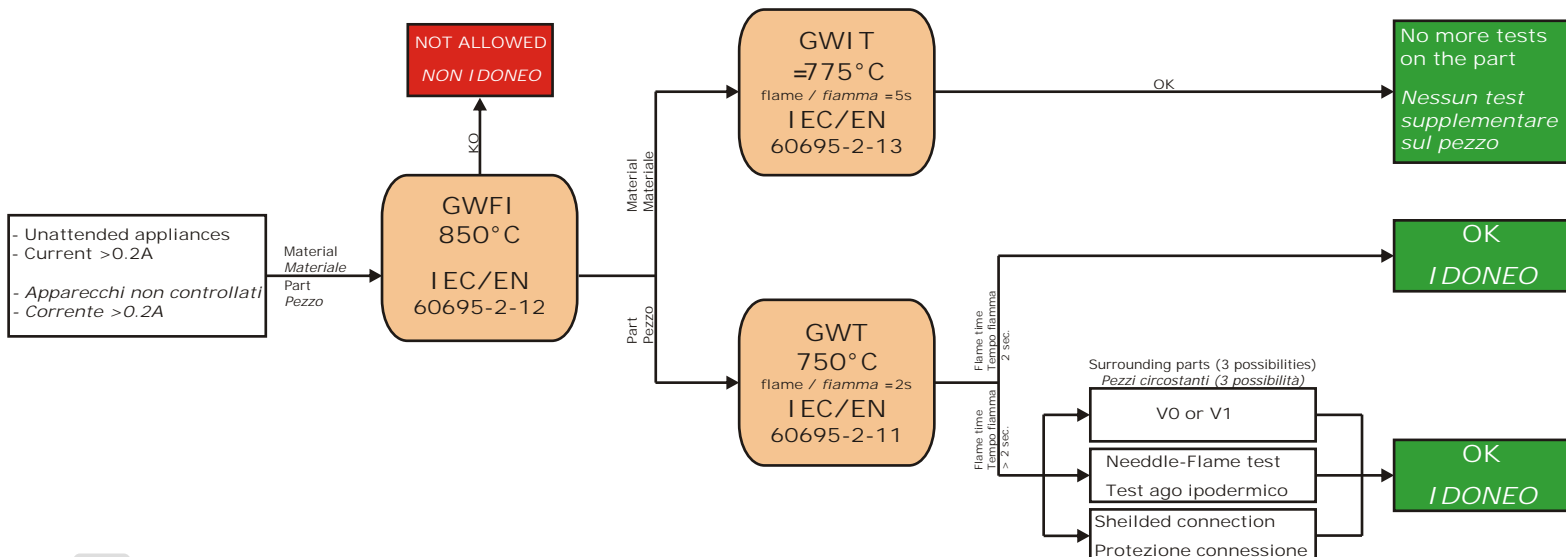 NOT ALLOWED
NON IDONEO
KO
- Unattended appliances
- Current >0.2A
- Apparecchi non controllati
- Corrente >0.2A
Material
Materiale
Part
Pezzo
GWFI
850°C
IEC/EN
60695-2-12
Material
Materiale
Part
Pezzo
GWIT
=775°C
flame / fiamma =5s
IEC/EN
60695-2-13
OK
No more tests
on the part
Nessun test
supplementare
sul pezzo
GWT
750°C
flame / fiamma =2s
IEC/EN
60695-2-11
Flame time
Tempo fiamma
2 sec.
OK
IDONEO
Flame time
Tempo fiamma
> 2 sec.
Surrounding parts (3 possibilities)
Pezzi circostanti (3 possibilità)
V0 or V1
Needdle-Flame test
Test ago ipodermico
Sheilded connection
Protezione connessione
OK
IDONEO